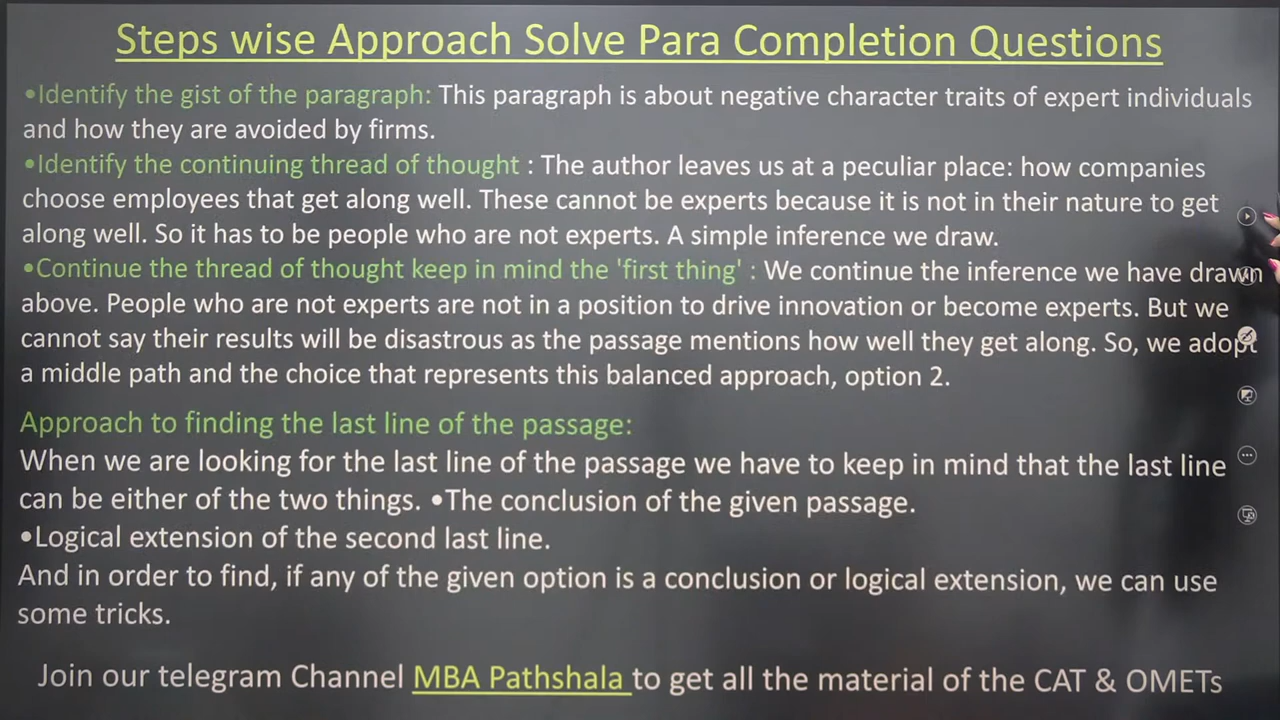 Steps wise Approach Solve Para Completion Questions
•Identify the gist of the paragraph: This paragraph is about negative character traits of expert individuals
and how they are avoided by firms.
•Identify the continuing thread of thought : The author leaves us at a peculiar place: how companies
choose employees that get along well. These cannot be experts because it is not in their nature to get
along well. So it has to be people who are not experts. A simple inference we draw.
•Continue the thread of thought keep in mind the 'first thing' : We continue the inference we have drawn
above. People who are not experts are not in a position to drive innovation or become experts. But we
cannot say their results will be disastrous as the passage mentions how well they get along. So, we adopt
a middle path and the choice that represents this balanced approach, option 2.
Approach to finding the last line of the passage:
When we are looking for the last line of the passage we have to keep in mind that the last line
can be either of the two things. •The conclusion of the given passage.
•Logical extension of the second last line.
And in order to find, if any of the given option is a conclusion or logical extension, we can use
some tricks.
Join our telegram Channel MBA Pathshala to get all the material of the CAT & OMETs